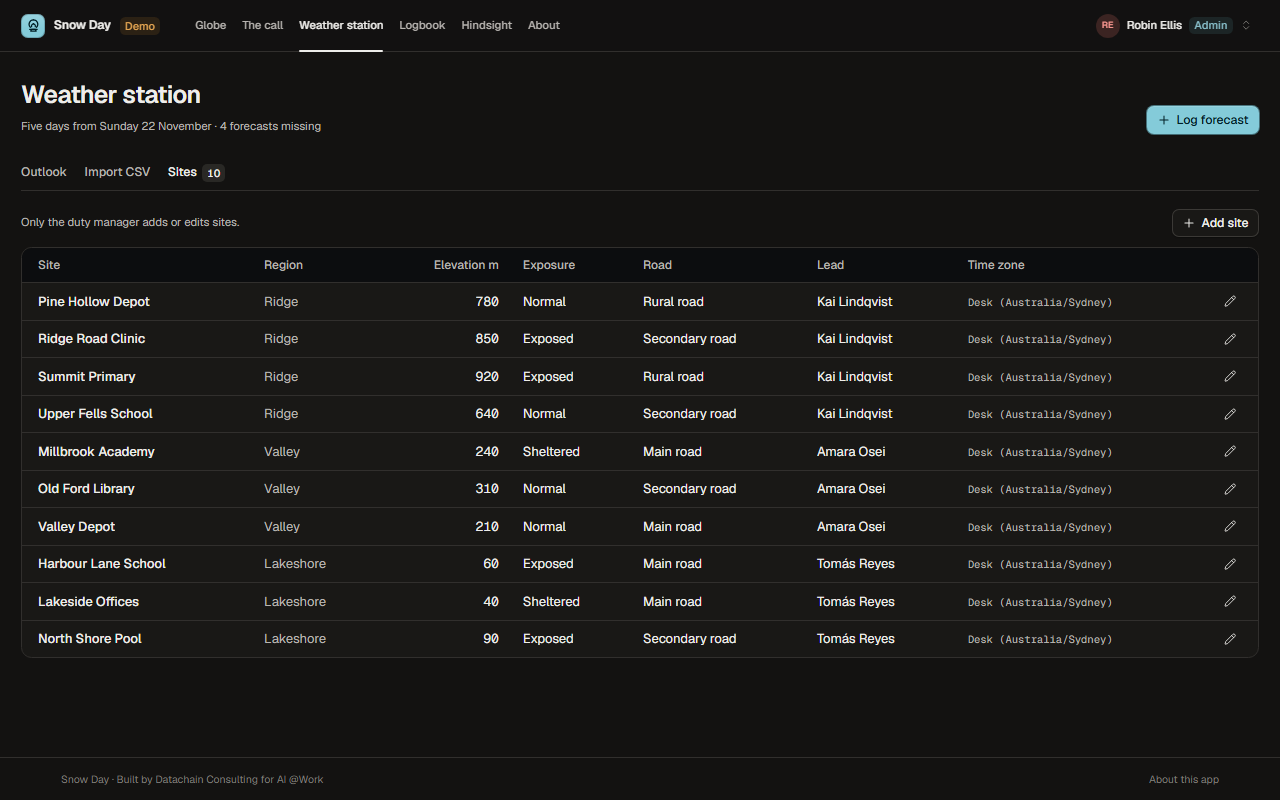 Snow Day Demo Globe The call Weather station Logbook Hindsight About RE Robin Ellis Admin
Weather station
Five days from Sunday 22 November · 4 forecasts missing
+ Log forecast
Outlook Import CSV Sites 10
Only the duty manager adds or edits sites.
+ Add site
Site Region Elevation m Exposure Road Lead Time zone
Pine Hollow Depot Ridge 780 Normal Rural road Kai Lindqvist Desk (Australia/Sydney)
Ridge Road Clinic Ridge 850 Exposed Secondary road Kai Lindqvist Desk (Australia/Sydney)
Summit Primary Ridge 920 Exposed Rural road Kai Lindqvist Desk (Australia/Sydney)
Upper Fells School Ridge 640 Normal Secondary road Kai Lindqvist Desk (Australia/Sydney)
Millbrook Academy Valley 240 Sheltered Main road Amara Osei Desk (Australia/Sydney)
Old Ford Library Valley 310 Normal Secondary road Amara Osei Desk (Australia/Sydney)
Valley Depot Valley 210 Normal Main road Amara Osei Desk (Australia/Sydney)
Harbour Lane School Lakeshore 60 Exposed Main road Tomás Reyes Desk (Australia/Sydney)
Lakeside Offices Lakeshore 40 Sheltered Main road Tomás Reyes Desk (Australia/Sydney)
North Shore Pool Lakeshore 90 Exposed Secondary road Tomás Reyes Desk (Australia/Sydney)
Snow Day · Built by Datachain Consulting for AI @Work About this app